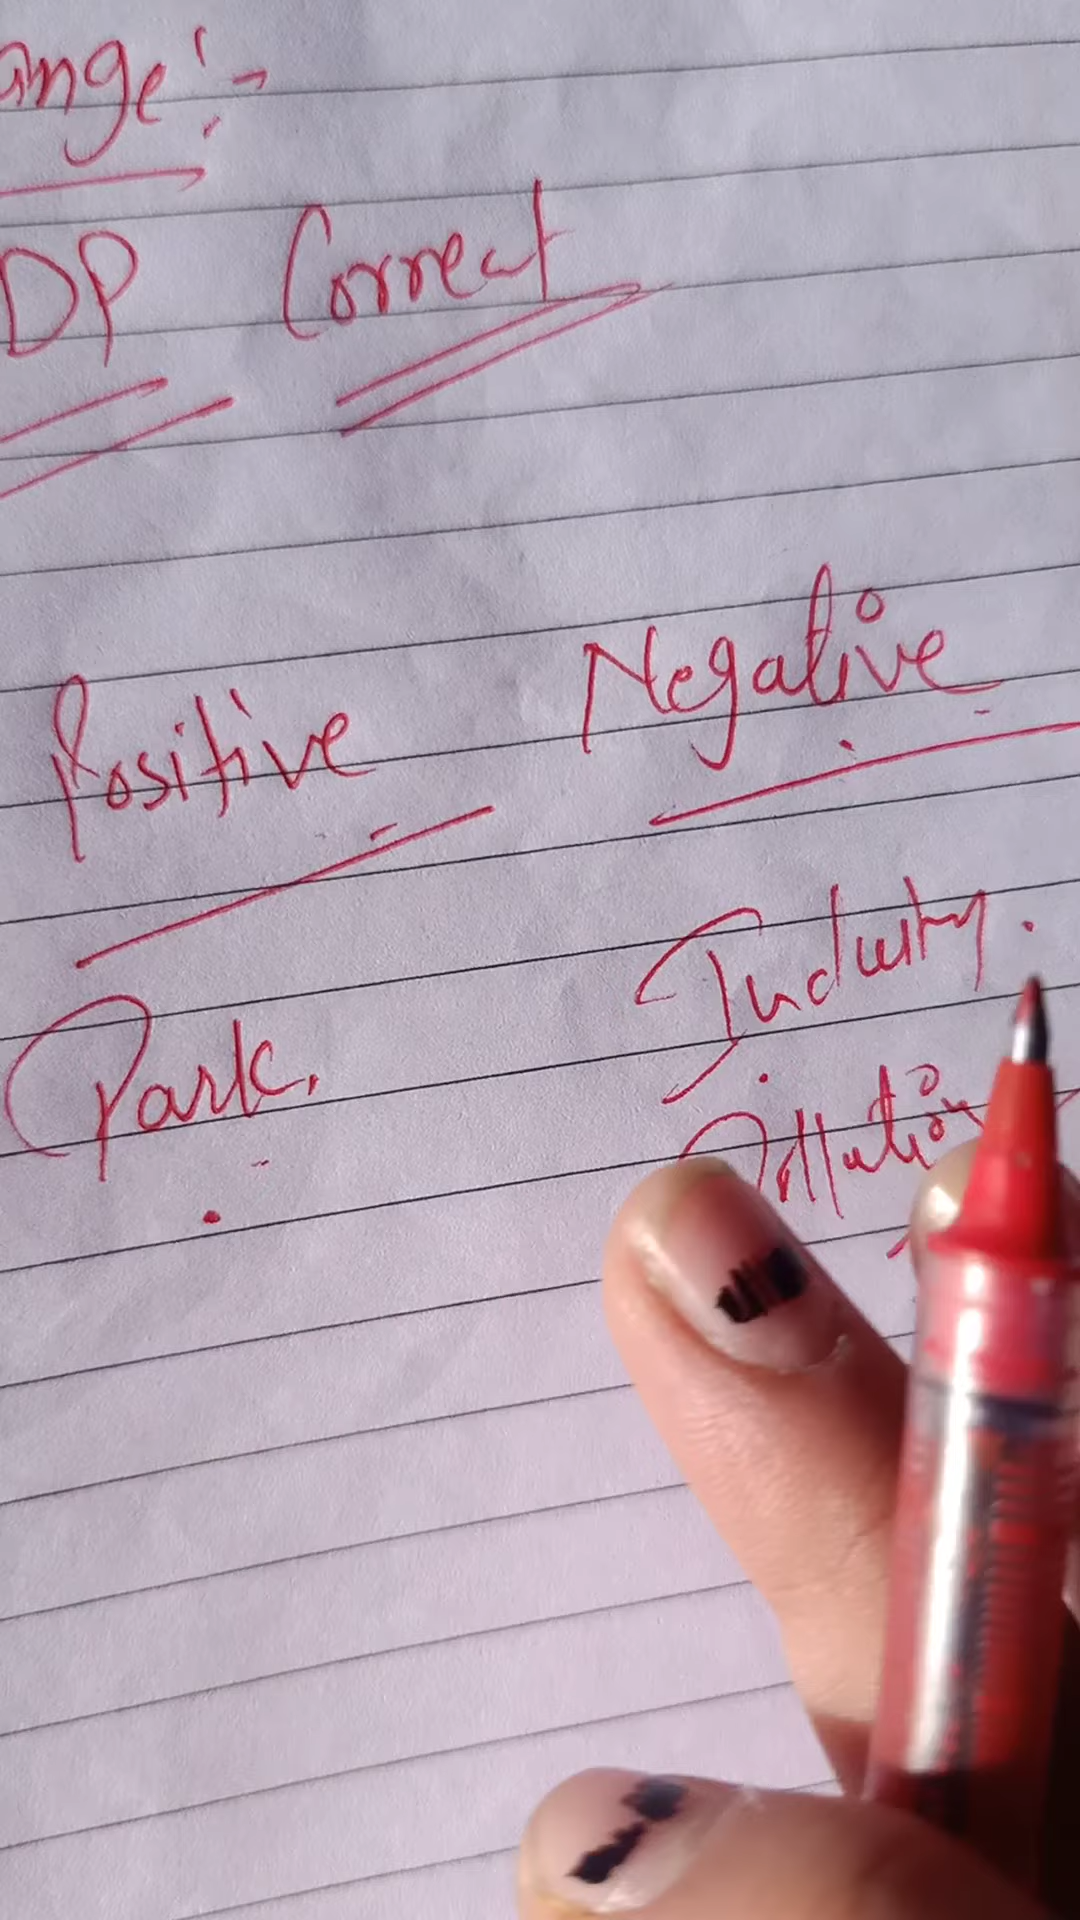 ange:-
DP Correct
Positive Negative
Park, Industry.